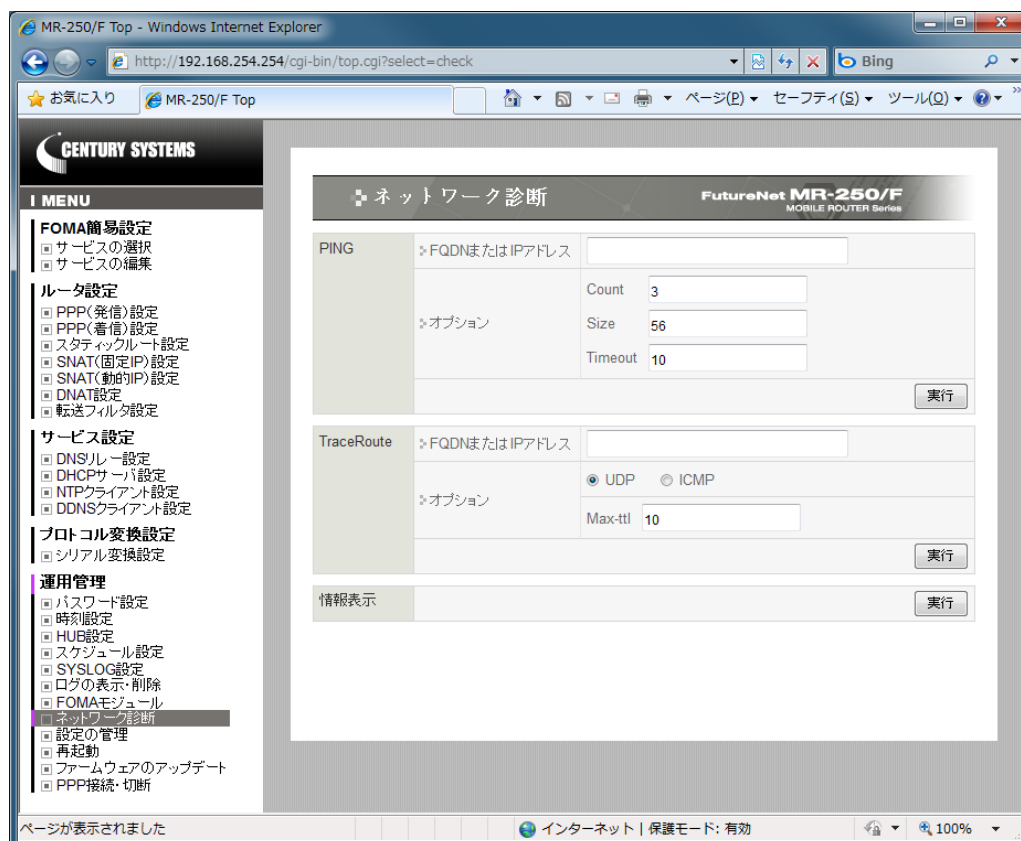 MR-250/F Top - Windows Internet Explorer
http://192.168.254.254/cgi-bin/top.cgi?select=check
Bing
お気に入り
MR-250/F Top
ページ(P)
セーフティ(S)
ツール(O)
CENTURY SYSTEMS
MENU
FOMA簡易設定
サービスの選択
サービスの編集
ルータ設定
PPP(発信)設定
PPP(着信)設定
スタティックルート設定
SNAT(固定IP)設定
SNAT(動的IP)設定
DNAT設定
転送フィルタ設定
サービス設定
DNSリレー設定
DHCPサーバ設定
NTPクライアント設定
DDNSクライアント設定
プロトコル変換設定
シリアル変換設定
運用管理
パスワード設定
時刻設定
HUB設定
スケジュール設定
SYSLOG設定
ログの表示・削除
FOMAモジュール
ネットワーク診断
設定の管理
再起動
ファームウェアのアップデート
PPP接続・切断
ネットワーク診断
FutureNet MR-250/F
MOBILE ROUTER Series
PING
FQDNまたはIPアドレス
オプション
Count 3
Size 56
Timeout 10
実行
TraceRoute
FQDNまたはIPアドレス
オプション
UDP ICMP
Max-ttl 10
実行
情報表示
実行
ページが表示されました
インターネット | 保護モード: 有効
100%